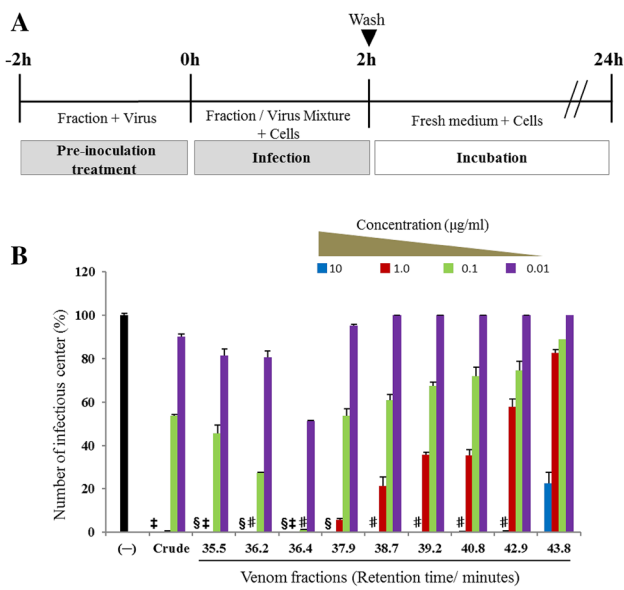 A
Wash
-2h 0h 2h 24h
Fraction + Virus
Fraction / Virus Mixture
+ Cells
Fresh medium + Cells
Pre-inoculation
treatment
Infection
Incubation
B
Concentration (µg/ml)
10 1.0 0.1 0.01
Number of infectious center (%)
120
100
80
60
40
20
0
‡ §‡ §# §‡# § # # # #
(—) Crude 35.5 36.2 36.4 37.9 38.7 39.2 40.8 42.9 43.8
Venom fractions (Retention time/ minutes)